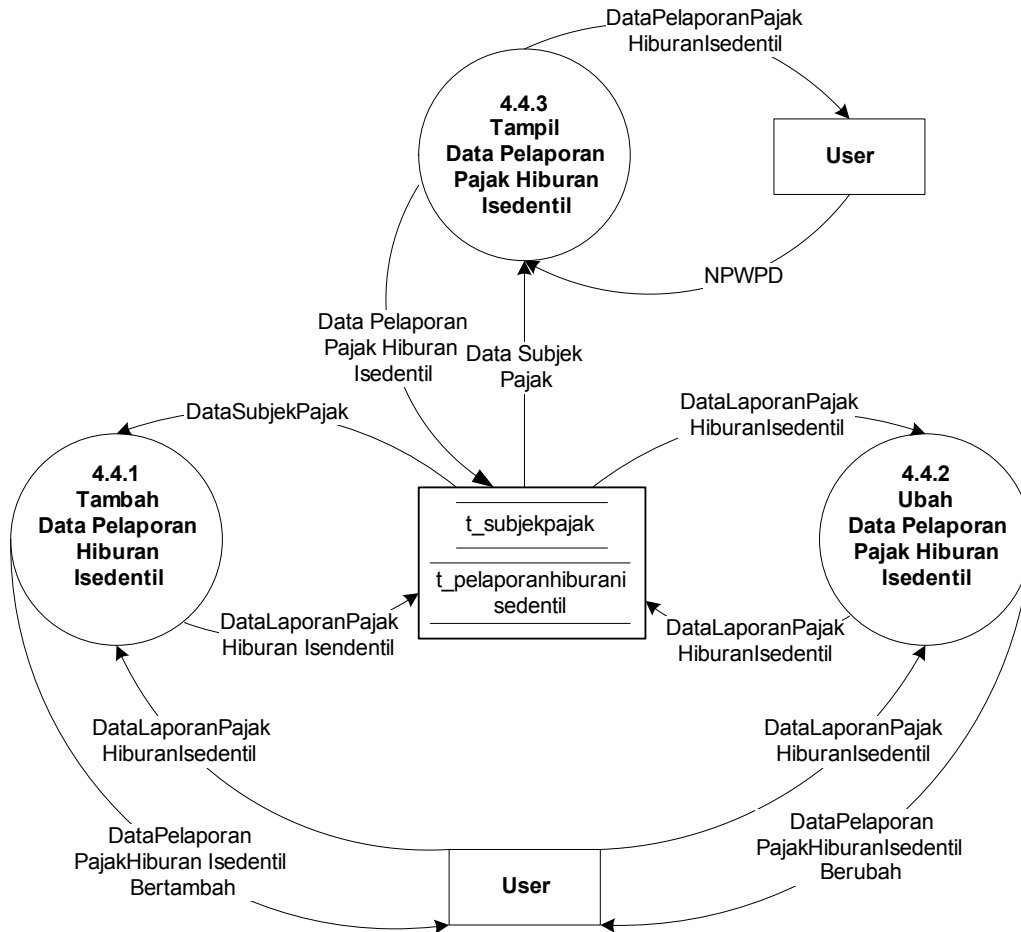 DataPelaporanPajak
HiburanIsedentil
4.4.3
Tampil
Data Pelaporan
Pajak Hiburan
Isedentil
User
NPWPD
Data Pelaporan
Pajak Hiburan
Isedentil
Data Subjek
Pajak
DataSubjekPajak
DataLaporanPajak
HiburanIsedentil
4.4.1
Tambah
Data Pelaporan
Hiburan
Isedentil
t_subjekpajak
t_pelaporanhiburani
sedentil
4.4.2
Ubah
Data Pelaporan
Pajak Hiburan
Isedentil
DataLaporanPajak
Hiburan Isendentil
DataLaporanPajak
HiburanIsedentil
DataLaporanPajak
HiburanIsedentil
DataLaporanPajak
HiburanIsedentil
DataPelaporan
PajakHiburan Isedentil
Bertambah
User
DataPelaporan
PajakHiburanIsedentil
Berubah